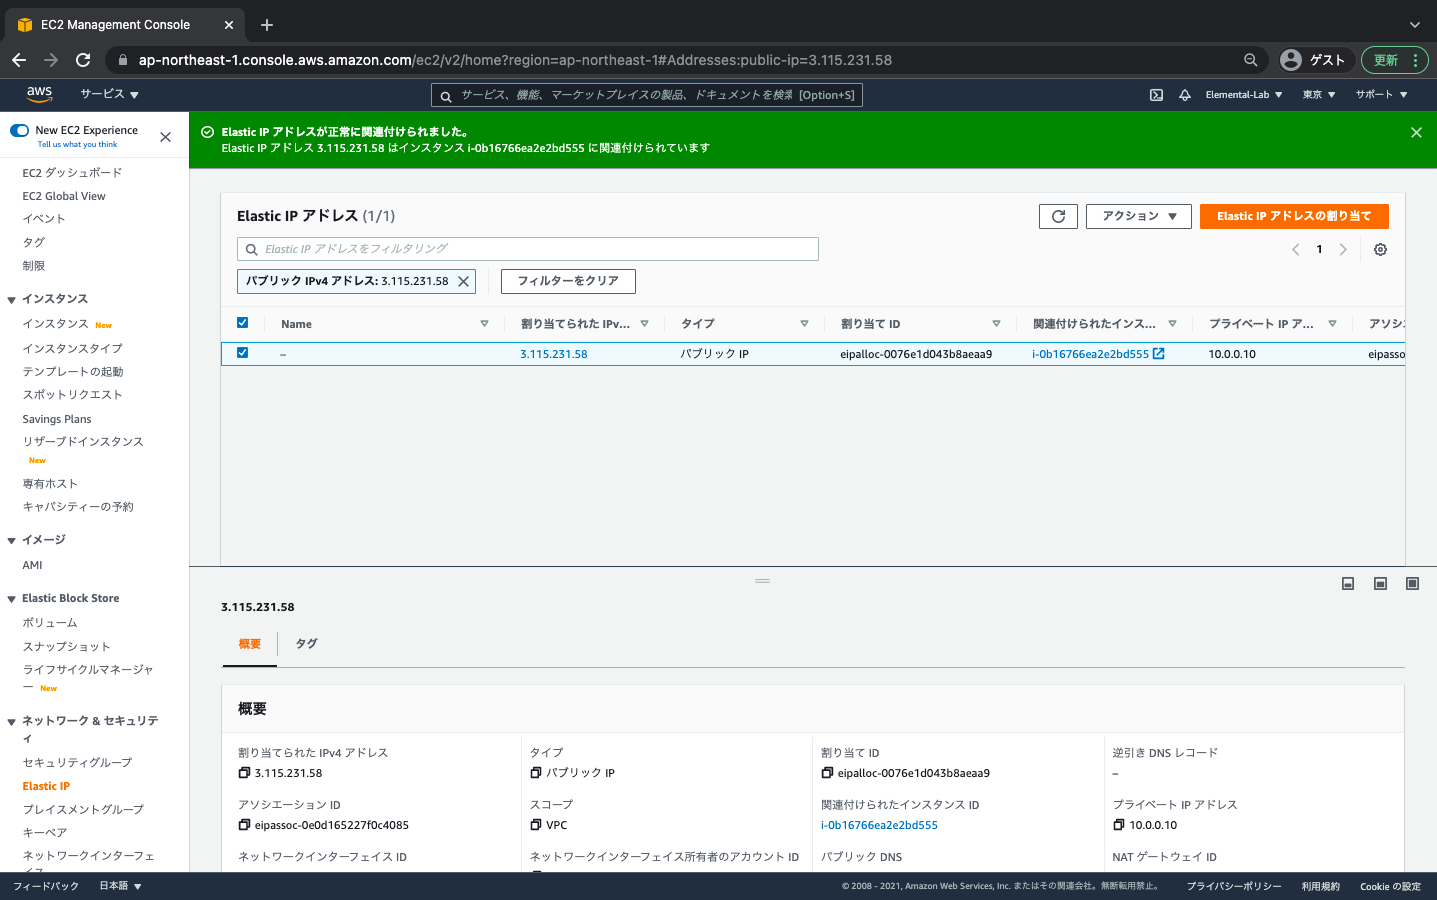 EC2 Management Console
ap-northeast-1.console.aws.amazon.com/ec2/v2/home?region=ap-northeast-1#Addresses:public-ip=3.115.231.58
ゲスト
更新
aws
サービス
サービス、機能、マーケットプレイスの製品、ドキュメントを検索 [Option+S]
Elemental-Lab
東京
サポート
New EC2 Experience
Tell us what you think
EC2 ダッシュボード
EC2 Global View
イベント
タグ
制限
インスタンス
インスタンス New
インスタンスタイプ
テンプレートの起動
スポットリクエスト
Savings Plans
リザーブドインスタンス
New
専有ホスト
キャパシティーの予約
イメージ
AMI
Elastic Block Store
ボリューム
スナップショット
ライフサイクルマネージャ
ー New
ネットワーク & セキュリテ
ィ
セキュリティグループ
Elastic IP
プレイスメントグループ
キーペア
ネットワークインターフェ
Elastic IP アドレスが正常に関連付けられました。
Elastic IP アドレス 3.115.231.58 はインスタンス i-0b16766ea2e2bd555 に関連付けられています
Elastic IP アドレス (1/1)
アクション
Elastic IP アドレスの割り当て
Elastic IP アドレスをフィルタリング
1
パブリック IPv4 アドレス: 3.115.231.58
フィルターをクリア
Name
割り当てられた IPv...
タイプ
割り当て ID
関連付けられたインス...
プライベート IP ア...
アソシ
–
3.115.231.58
パブリック IP
eipalloc-0076e1d043b8aeaa9
i-0b16766ea2e2bd555
10.0.0.10
eipasso
3.115.231.58
概要
タグ
概要
割り当てられた IPv4 アドレス
3.115.231.58
タイプ
パブリック IP
割り当て ID
eipalloc-0076e1d043b8aeaa9
逆引き DNS レコード
–
アソシエーション ID
eipassoc-0e0d165227f0c4085
スコープ
VPC
関連付けられたインスタンス ID
i-0b16766ea2e2bd555
プライベート IP アドレス
10.0.0.10
ネットワークインターフェイス ID
ネットワークインターフェイス所有者のアカウント ID
パブリック DNS
NAT ゲートウェイ ID
フィードバック
日本語
© 2008 - 2021, Amazon Web Services, Inc. またはその関連会社。無断転用禁止。
プライバシーポリシー
利用規約
Cookie の設定